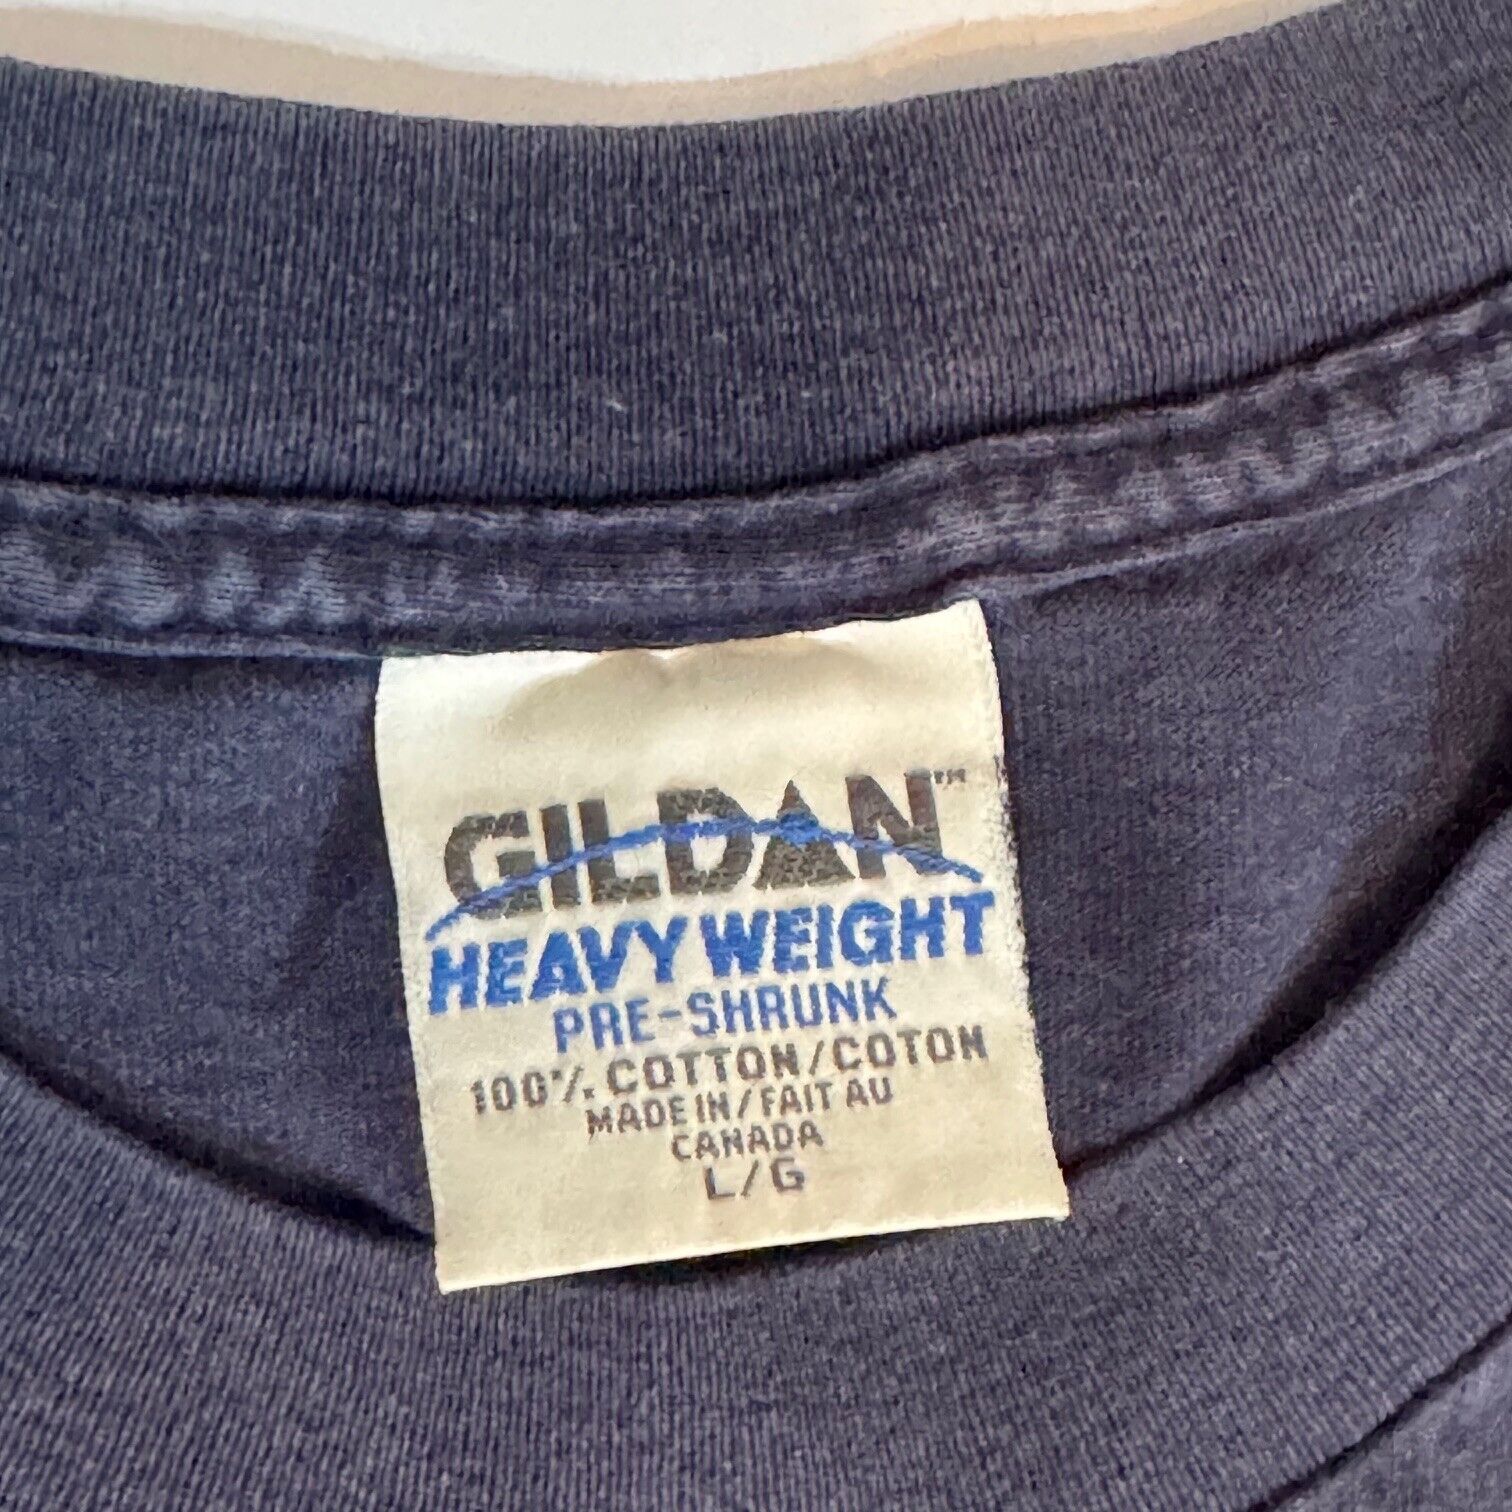 GILDAN™
HEAVY WEIGHT
PRE-SHRUNK
100% COTTON/COTON
MADE IN/FAIT AU
CANADA
L/G